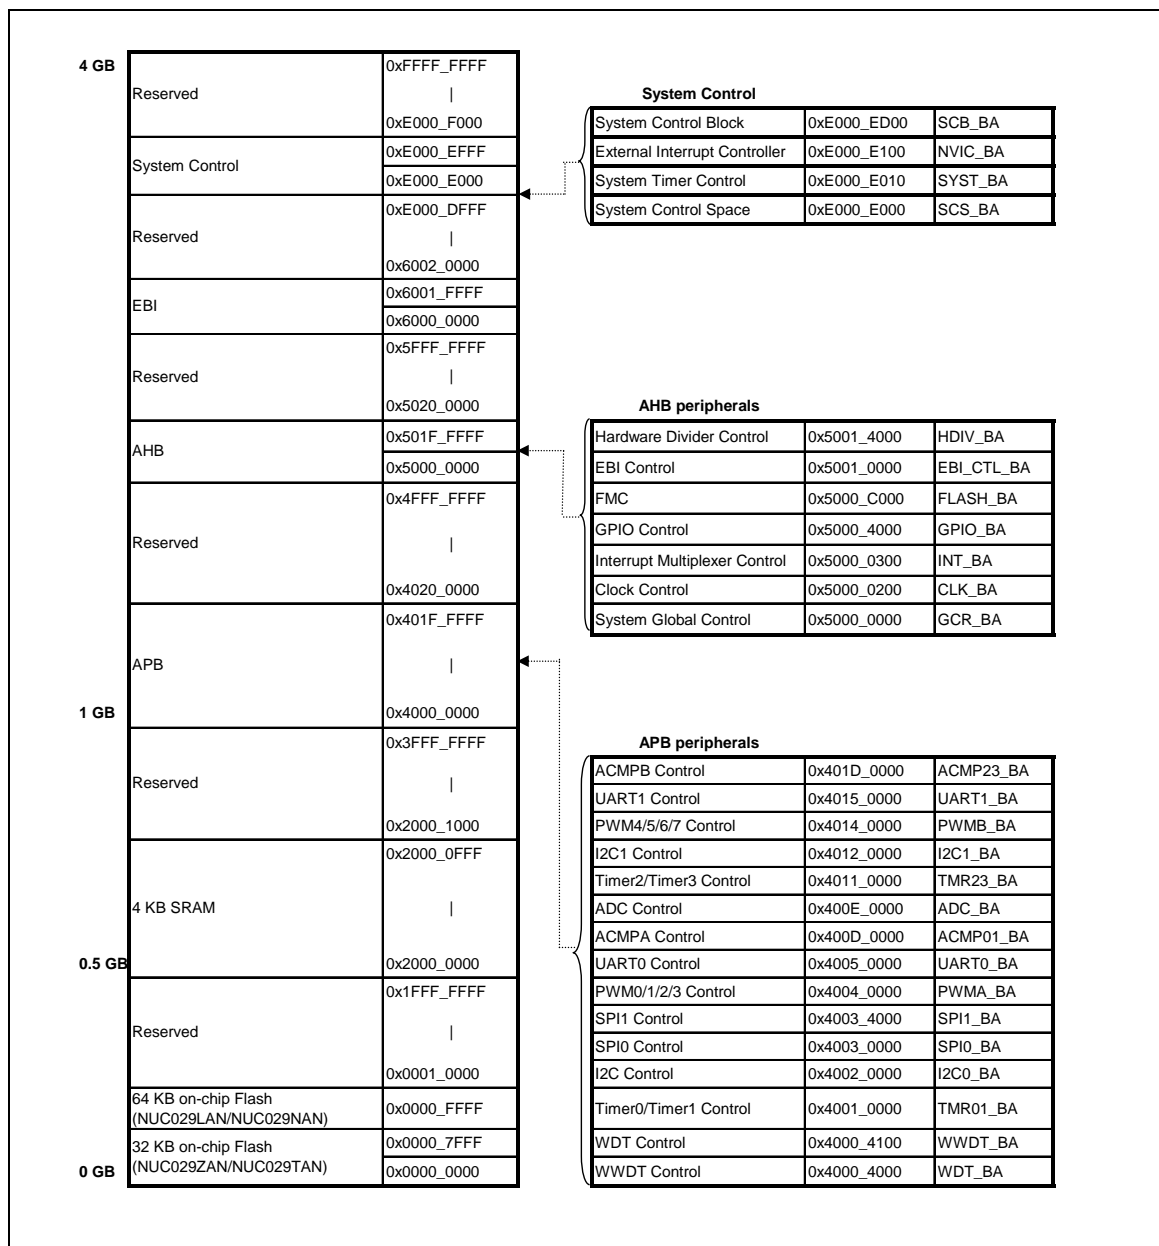 4 GB
Reserved
0xFFFF_FFFF
|
0xE000_F000
System Control
0xE000_EFFF
0xE000_E000
Reserved
0xE000_DFFF
|
0x6002_0000
EBI
0x6001_FFFF
0x6000_0000
Reserved
0x5FFF_FFFF
|
0x5020_0000
AHB
0x501F_FFFF
0x5000_0000
Reserved
0x4FFF_FFFF
|
0x4020_0000
APB
0x401F_FFFF
|
1 GB
0x4000_0000
Reserved
0x3FFF_FFFF
|
0x2000_1000
4 KB SRAM
0x2000_0FFF
|
0.5 GB
0x2000_0000
Reserved
0x1FFF_FFFF
|
0x0001_0000
64 KB on-chip Flash
(NUC029LAN/NUC029NAN)
0x0000_FFFF
32 KB on-chip Flash
(NUC029ZAN/NUC029TAN)
0x0000_7FFF
0 GB
0x0000_0000
System Control
System Control Block 0xE000_ED00 SCB_BA
External Interrupt Controller 0xE000_E100 NVIC_BA
System Timer Control 0xE000_E010 SYST_BA
System Control Space 0xE000_E000 SCS_BA
AHB peripherals
Hardware Divider Control 0x5001_4000 HDIV_BA
EBI Control 0x5001_0000 EBI_CTL_BA
FMC 0x5000_C000 FLASH_BA
GPIO Control 0x5000_4000 GPIO_BA
Interrupt Multiplexer Control 0x5000_0300 INT_BA
Clock Control 0x5000_0200 CLK_BA
System Global Control 0x5000_0000 GCR_BA
APB peripherals
ACMPB Control 0x401D_0000 ACMP23_BA
UART1 Control 0x4015_0000 UART1_BA
PWM4/5/6/7 Control 0x4014_0000 PWMB_BA
I2C1 Control 0x4012_0000 I2C1_BA
Timer2/Timer3 Control 0x4011_0000 TMR23_BA
ADC Control 0x400E_0000 ADC_BA
ACMPA Control 0x400D_0000 ACMP01_BA
UART0 Control 0x4005_0000 UART0_BA
PWM0/1/2/3 Control 0x4004_0000 PWMA_BA
SPI1 Control 0x4003_4000 SPI1_BA
SPI0 Control 0x4003_0000 SPI0_BA
I2C Control 0x4002_0000 I2C0_BA
Timer0/Timer1 Control 0x4001_0000 TMR01_BA
WDT Control 0x4000_4100 WWDT_BA
WWDT Control 0x4000_4000 WDT_BA